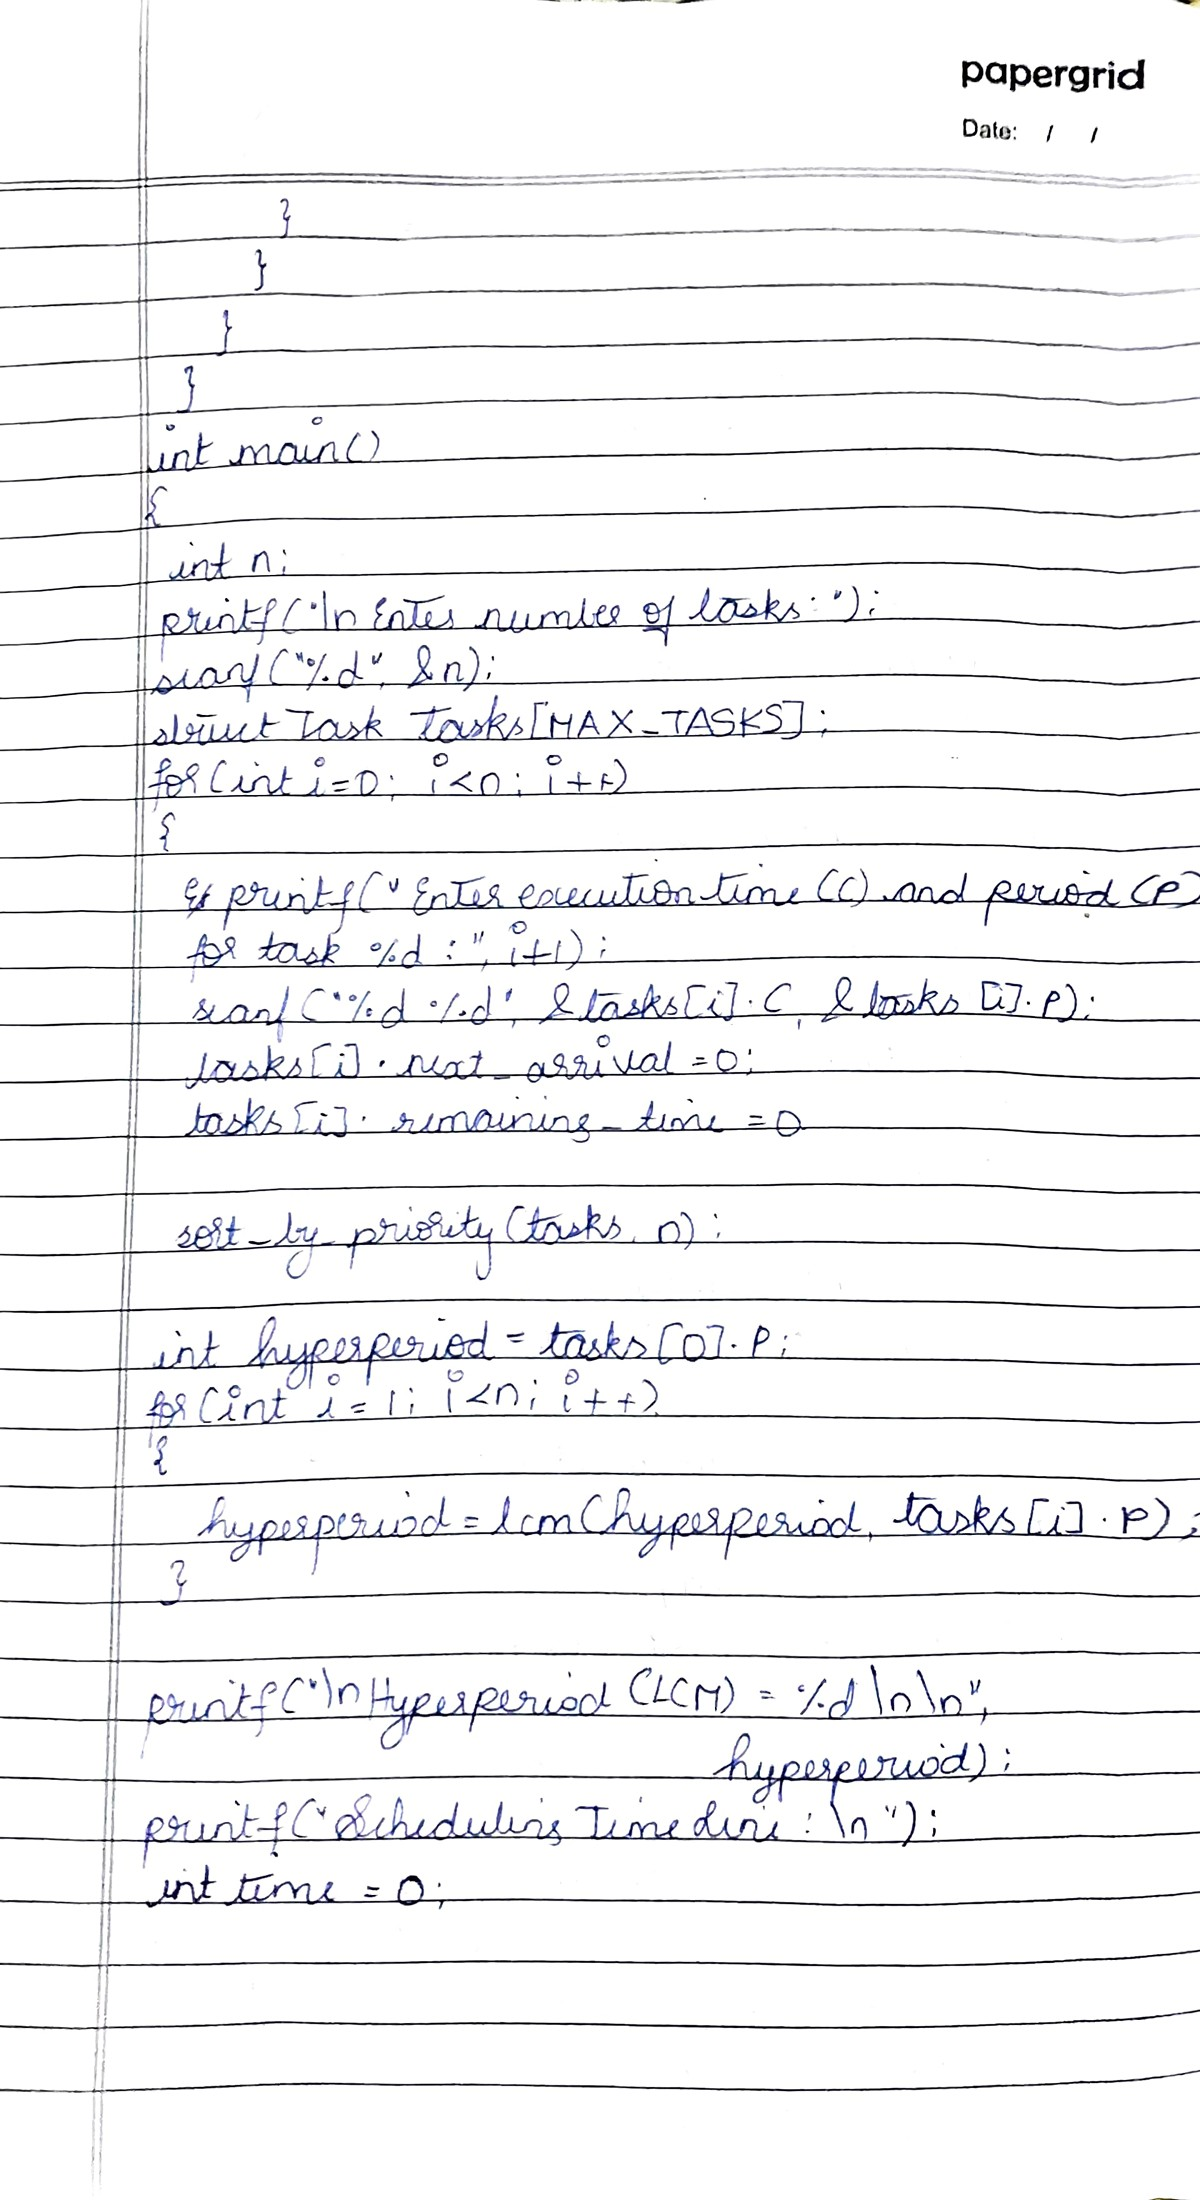 papergrid
Date: / /
}
}
}
}
int main()
{
int n;
printf("\n Enter number of tasks: ");
scanf("%d", &n);
struct Task tasks[MAX_TASKS];
for(int i=0; i<n; i++)
{
printf("Enter execution time (C) and period (P)
for task %d :", i+1);
scanf("%d %d", &tasks[i].C, &tasks[i].P);
tasks[i].next_arrival = 0;
tasks[i].remaining_time = 0
sort_by_priority(tasks, n);
int hyperperiod = tasks[0].P;
for(int i = 1; i<n; i++)
{
hyperperiod = lcm(hyperperiod, tasks[i].P);
}
printf("\n Hyperperiod (LCM) = %d \n\n",
hyperperiod);
printf("Scheduling Timeline : \n");
int time = 0;